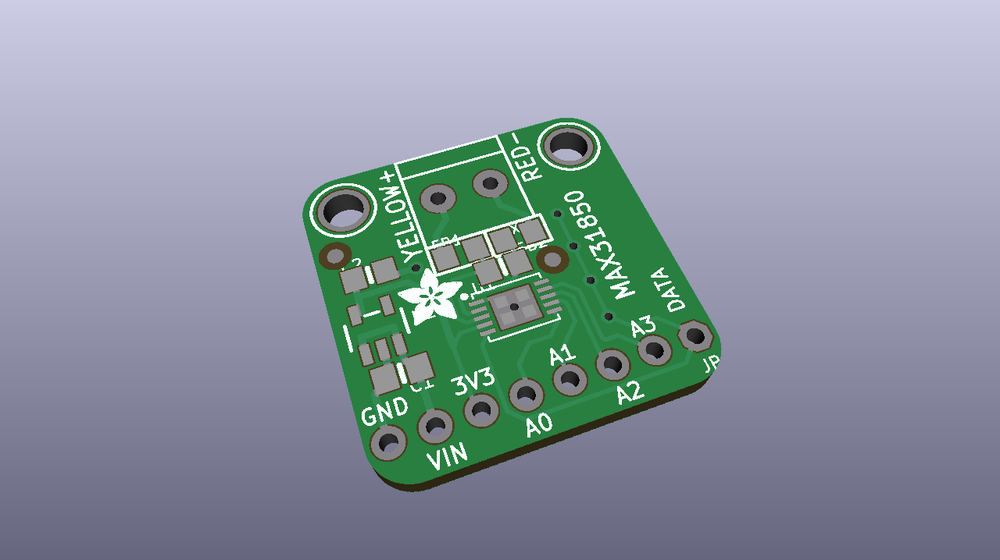 YELLOW+
RED-
MAX31850
DATA
C1
GND
VIN
3V3
A0
A1
A2
A3
JP